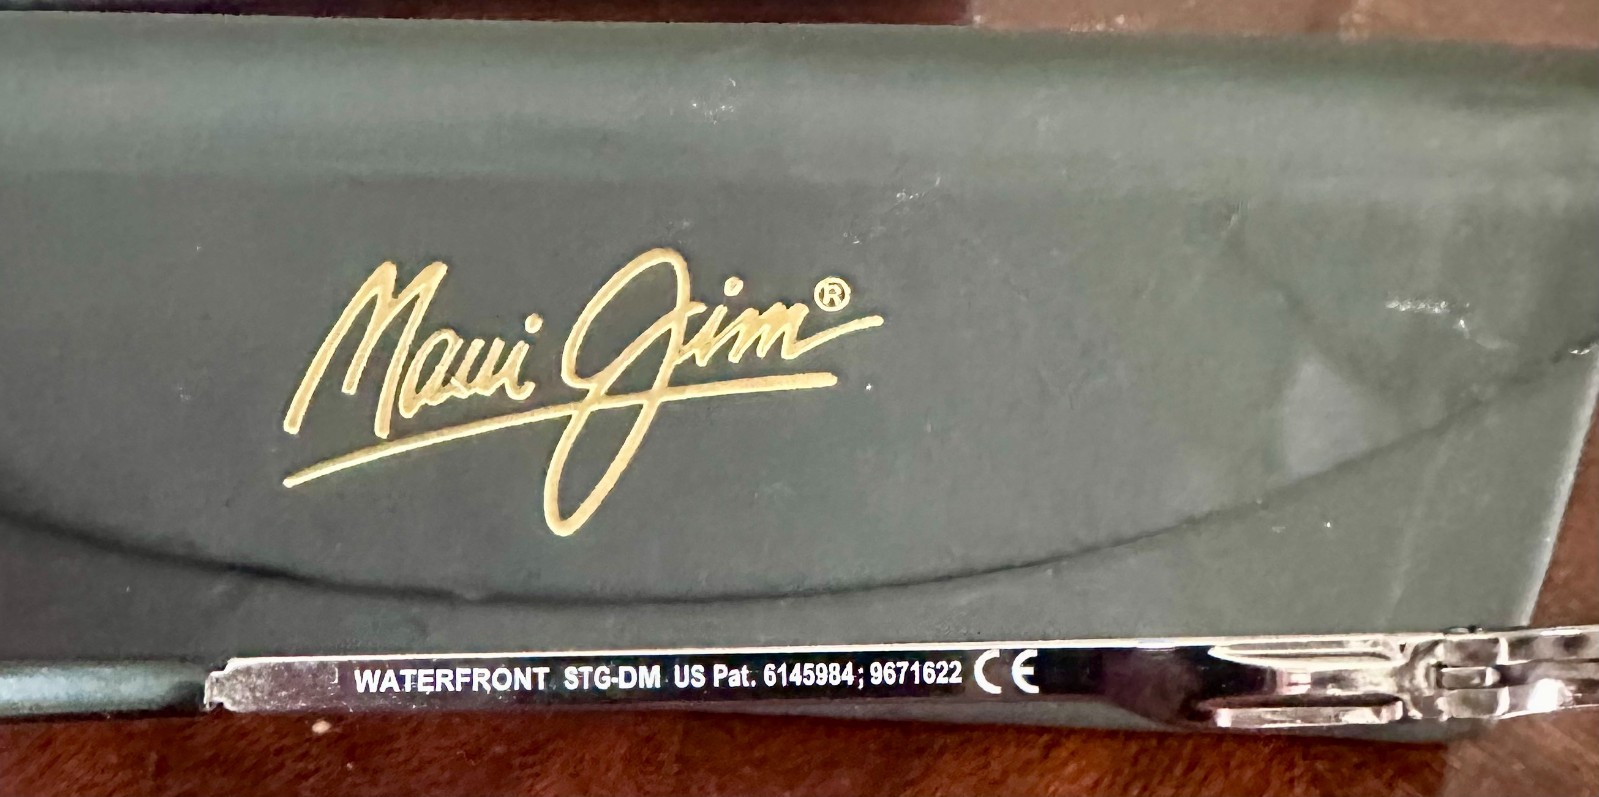 Maui Jim®
WATERFRONT STG-DM US Pat. 6145984; 9671622 CE